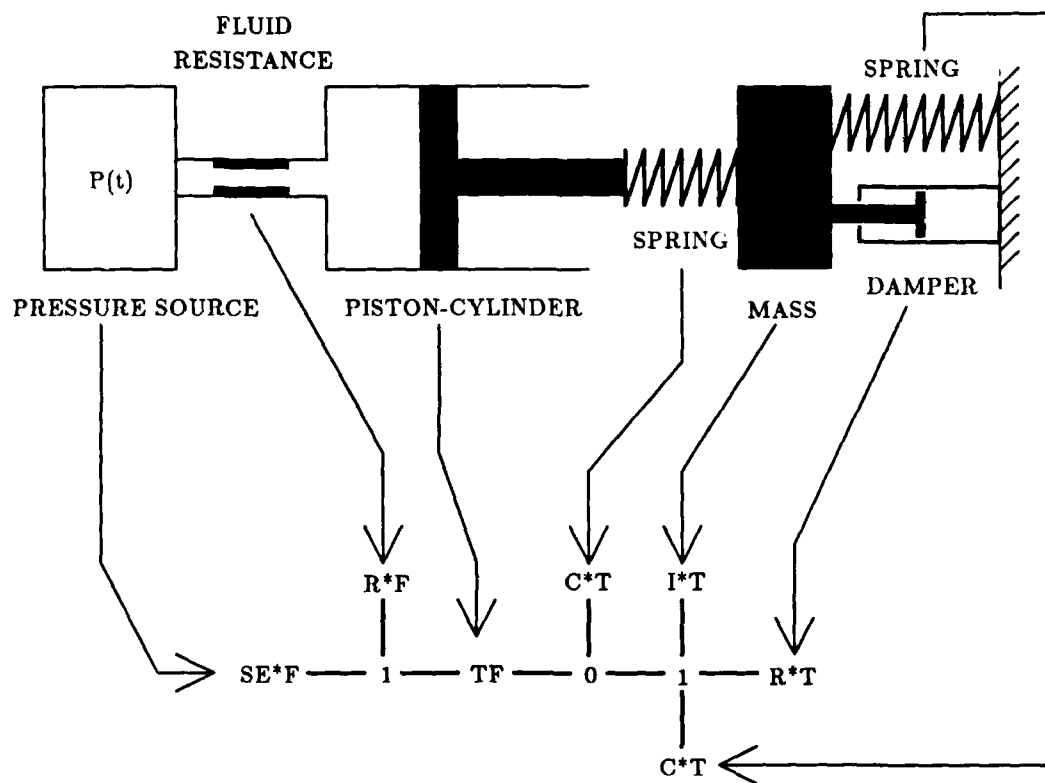 FLUID
RESISTANCE
SPRING
P(t)
SPRING
PRESSURE SOURCE
PISTON-CYLINDER
MASS
DAMPER
R*F
C*T
I*T
SE*F
1
TF
0
1
R*T
C*T